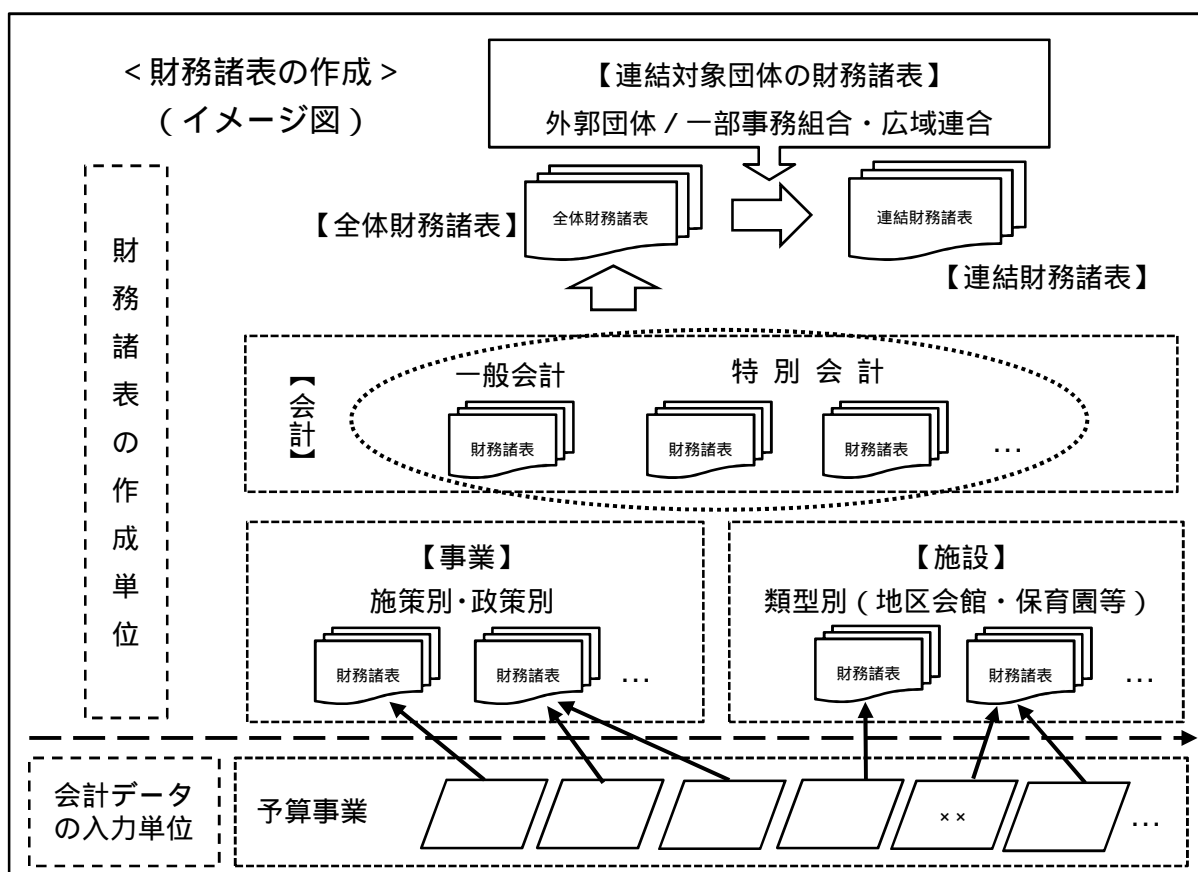 <財務諸表の作成>
(イメージ図)
【連結対象団体の財務諸表】
外郭団体/一部事務組合・広域連合
【全体財務諸表】
全体財務諸表
連結財務諸表
【連結財務諸表】
財務諸表の作成単位
【会計】
一般会計
特別会計
財務諸表
財務諸表
財務諸表
…
【事業】
施策別・政策別
財務諸表
財務諸表
…
【施設】
類型別(地区会館・保育園等)
財務諸表
財務諸表
…
会計データ
の入力単位
予算事業
××
…